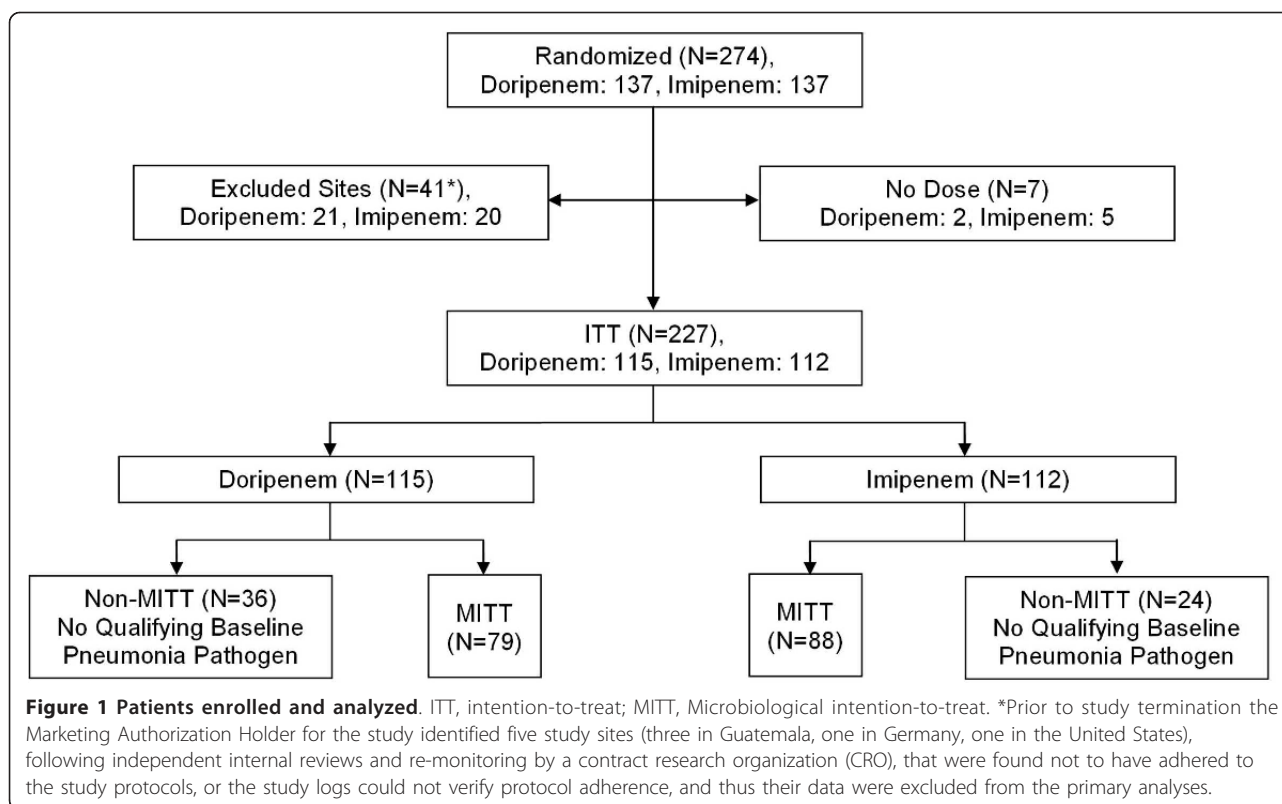 Randomized (N=274),
Doripenem: 137, Imipenem: 137
Excluded Sites (N=41*),
Doripenem: 21, Imipenem: 20
No Dose (N=7)
Doripenem: 2, Imipenem: 5
ITT (N=227),
Doripenem: 115, Imipenem: 112
Doripenem (N=115)
Imipenem (N=112)
Non-MITT (N=36)
No Qualifying Baseline
Pneumonia Pathogen
MITT
(N=79)
MITT
(N=88)
Non-MITT (N=24)
No Qualifying Baseline
Pneumonia Pathogen
Figure 1 Patients enrolled and analyzed. ITT, intention-to-treat; MITT, Microbiological intention-to-treat. *Prior to study termination the
Marketing Authorization Holder for the study identified five study sites (three in Guatemala, one in Germany, one in the United States),
following independent internal reviews and re-monitoring by a contract research organization (CRO), that were found not to have adhered to
the study protocols, or the study logs could not verify protocol adherence, and thus their data were excluded from the primary analyses.